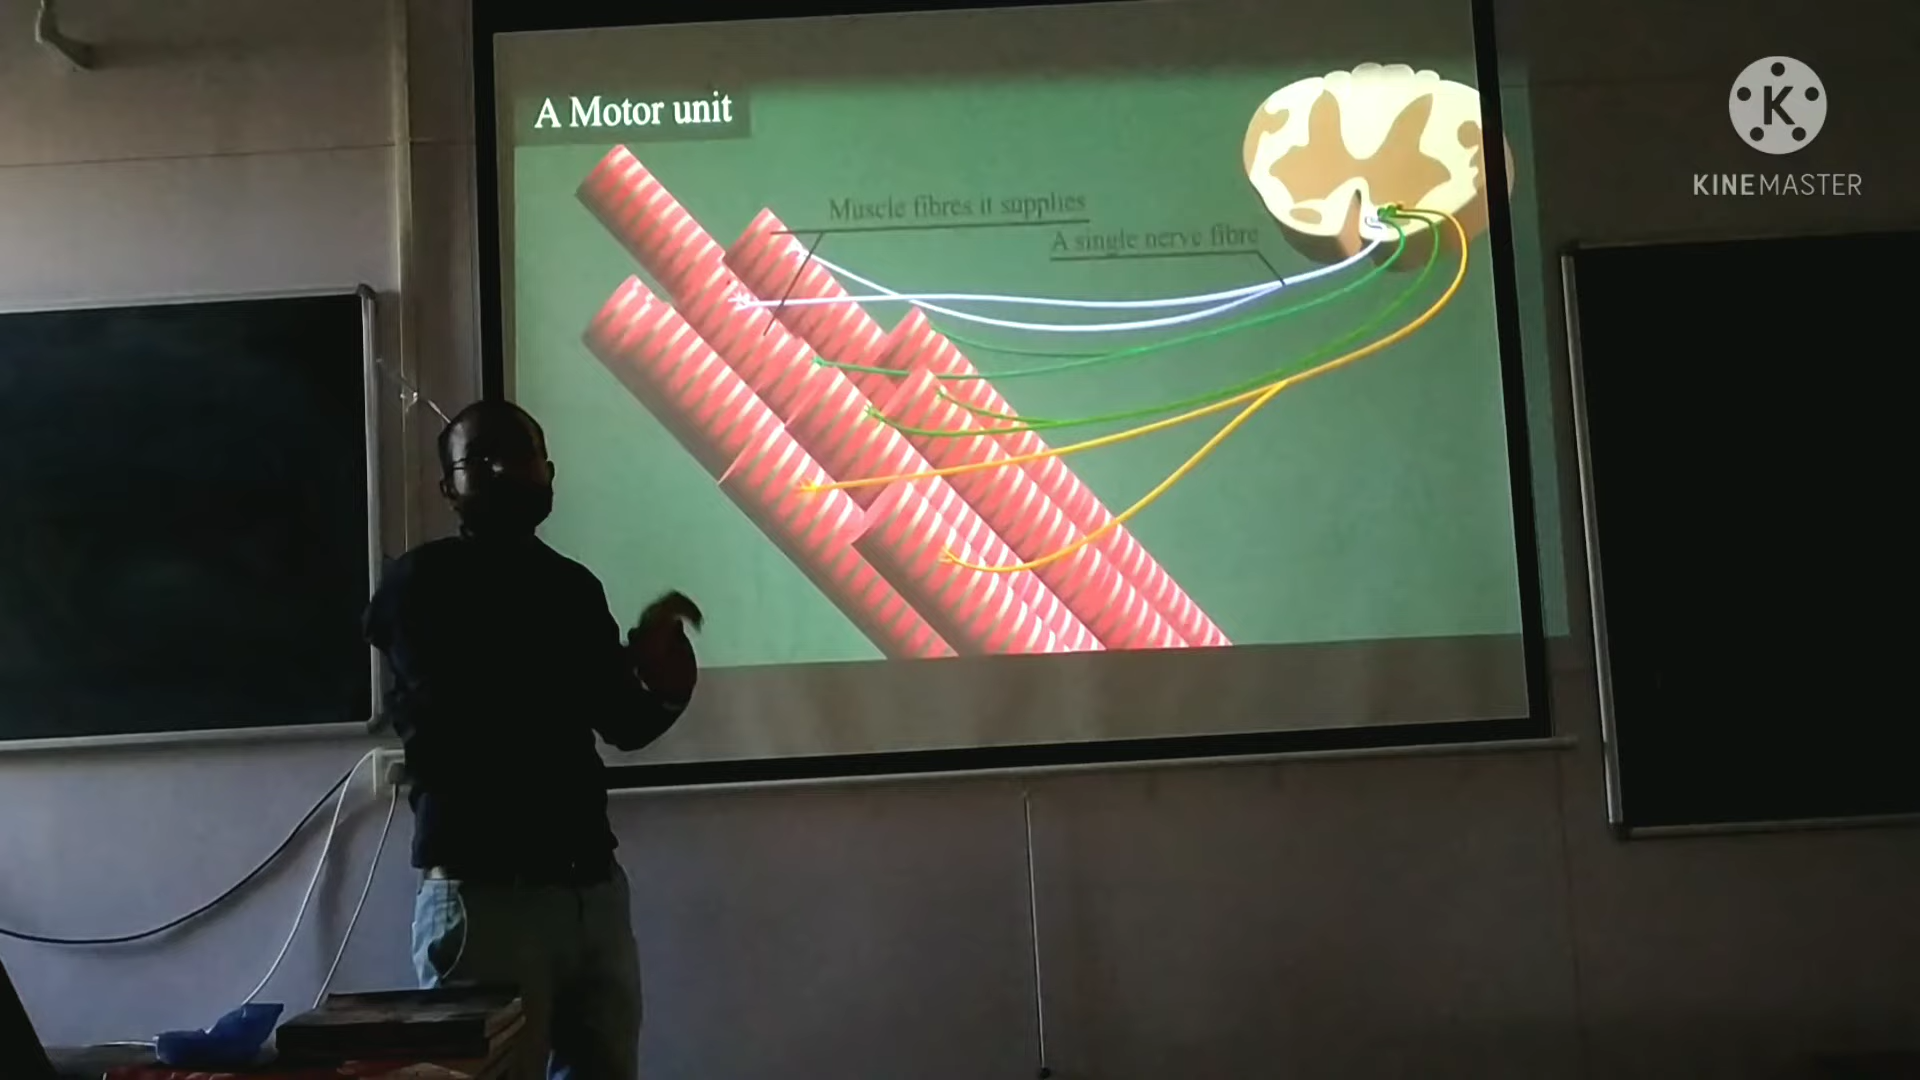 A Motor unit
Muscle fibres it supplies
A single nerve fibre
K
KINEMASTER